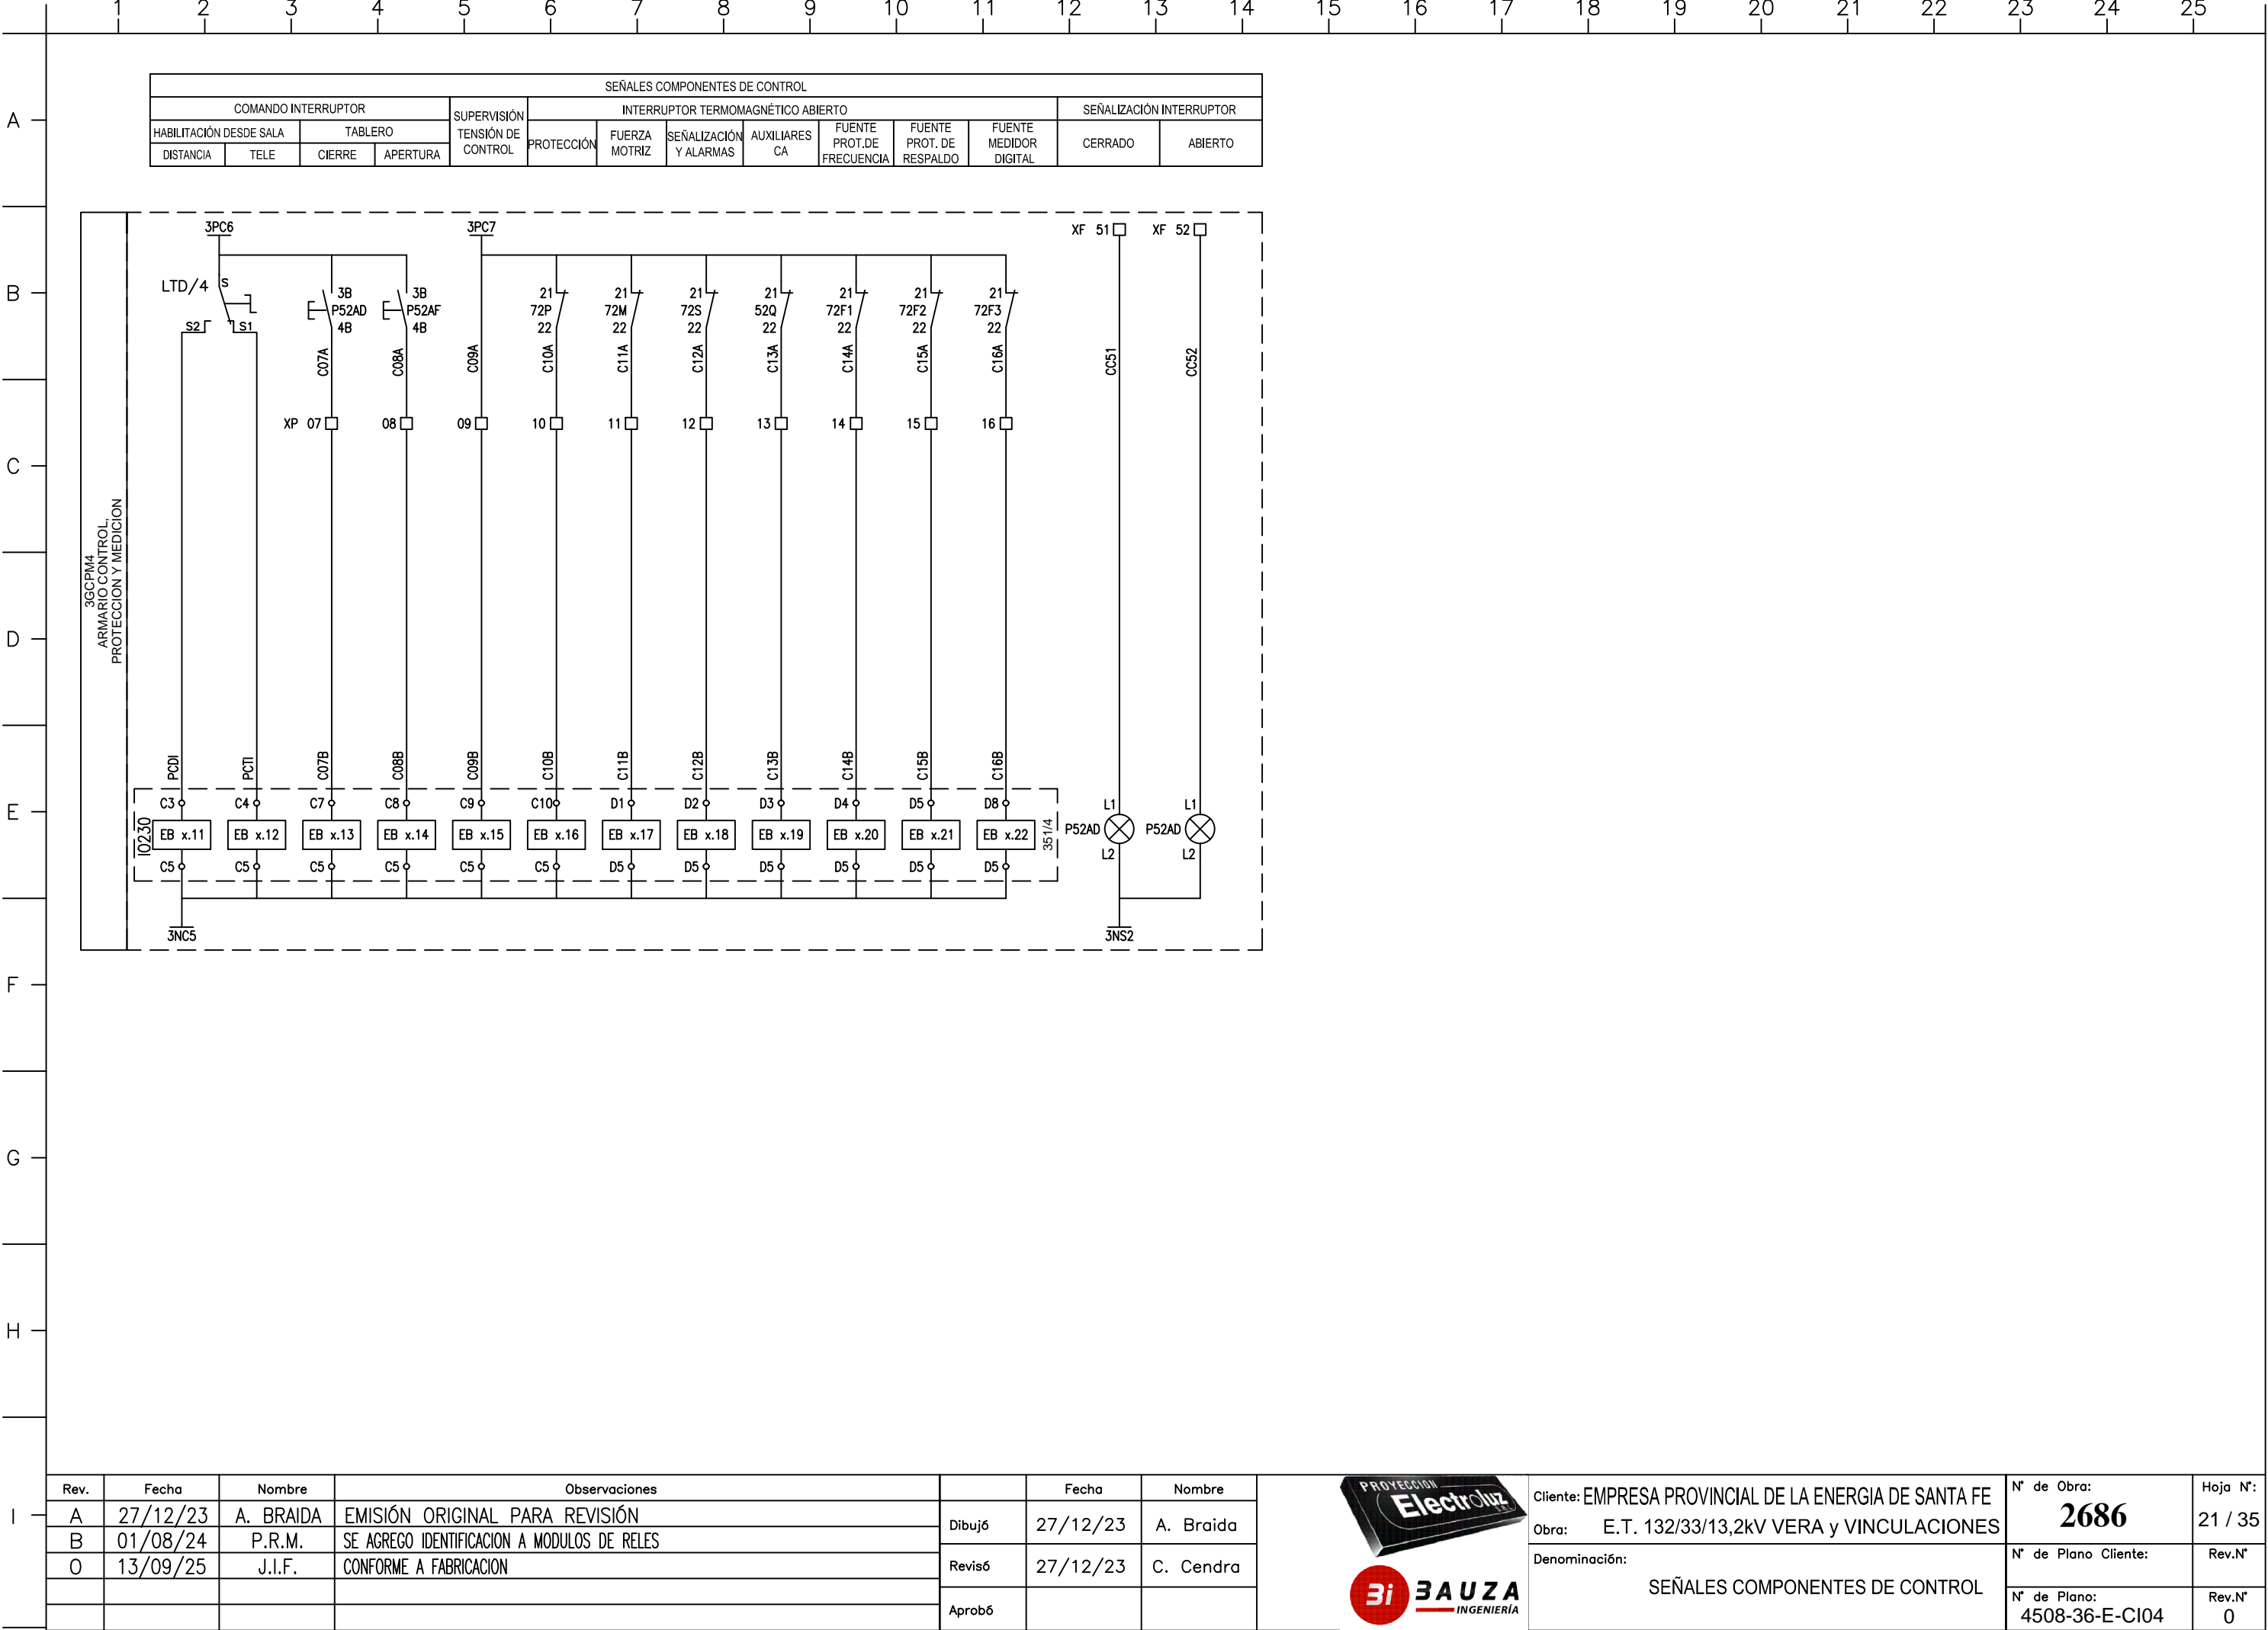 1 2 3 4 5 6 7 8 9 10 11 12 13 14 15 16 17 18 19 20 21 22 23 24 25
A
B
C
D
E
F
G
H
I
SEÑALES COMPONENTES DE CONTROL
COMANDO INTERRUPTOR
SUPERVISIÓN
TENSIÓN DE
CONTROL
INTERRUPTOR TERMOMAGNÉTICO ABIERTO
SEÑALIZACIÓN INTERRUPTOR
HABILITACIÓN DESDE SALA
TABLERO
DISTANCIA
TELE
CIERRE
APERTURA
PROTECCIÓN
FUERZA
MOTRIZ
SEÑALIZACIÓN
Y ALARMAS
AUXILIARES
CA
FUENTE
PROT.DE
FRECUENCIA
FUENTE
PROT. DE
RESPALDO
FUENTE
MEDIDOR
DIGITAL
CERRADO
ABIERTO
3GCPM4
ARMARIO CONTROL,
PROTECCION Y MEDICION
3PC6
3PC7
XF 51
XF 52
LTD/4
S
S2
S1
3B
P52AD
4B
3B
P52AF
4B
21
72P
22
21
72M
22
21
72S
22
21
52Q
22
21
72F1
22
21
72F2
22
21
72F3
22
C07A
C08A
C09A
C10A
C11A
C12A
C13A
C14A
C15A
C16A
CC51
CC52
XP 07
08
09
10
11
12
13
14
15
16
PCDI
PCTI
C07B
C08B
C09B
C10B
C11B
C12B
C13B
C14B
C15B
C16B
IO230
C3 C4 C7 C8 C9 C10 D1 D2 D3 D4 D5 D8
EB x.11
EB x.12
EB x.13
EB x.14
EB x.15
EB x.16
EB x.17
EB x.18
EB x.19
EB x.20
EB x.21
EB x.22
351/4
C5 C5 C5 C5 C5 C5 D5 D5 D5 D5 D5 D5
L1
P52AD
L2
L1
P52AD
L2
3NC5
3NS2
Rev. Fecha Nombre Observaciones
A 27/12/23 A. BRAIDA EMISIÓN ORIGINAL PARA REVISIÓN
B 01/08/24 P.R.M. SE AGREGO IDENTIFICACION A MODULOS DE RELES
0 13/09/25 J.I.F. CONFORME A FABRICACION
Fecha Nombre
Dibujó 27/12/23 A. Braida
Revisó 27/12/23 C. Cendra
Aprobó
PROYECCION
Electroluz
S.R.L.
3i BAUZA
INGENIERÍA
Cliente: EMPRESA PROVINCIAL DE LA ENERGIA DE SANTA FE
Obra: E.T. 132/33/13,2kV VERA y VINCULACIONES
Denominación:
SEÑALES COMPONENTES DE CONTROL
N° de Obra:
2686
Hoja N°:
21 / 35
N° de Plano Cliente:
Rev.N°
N° de Plano:
4508-36-E-CI04
Rev.N°
0